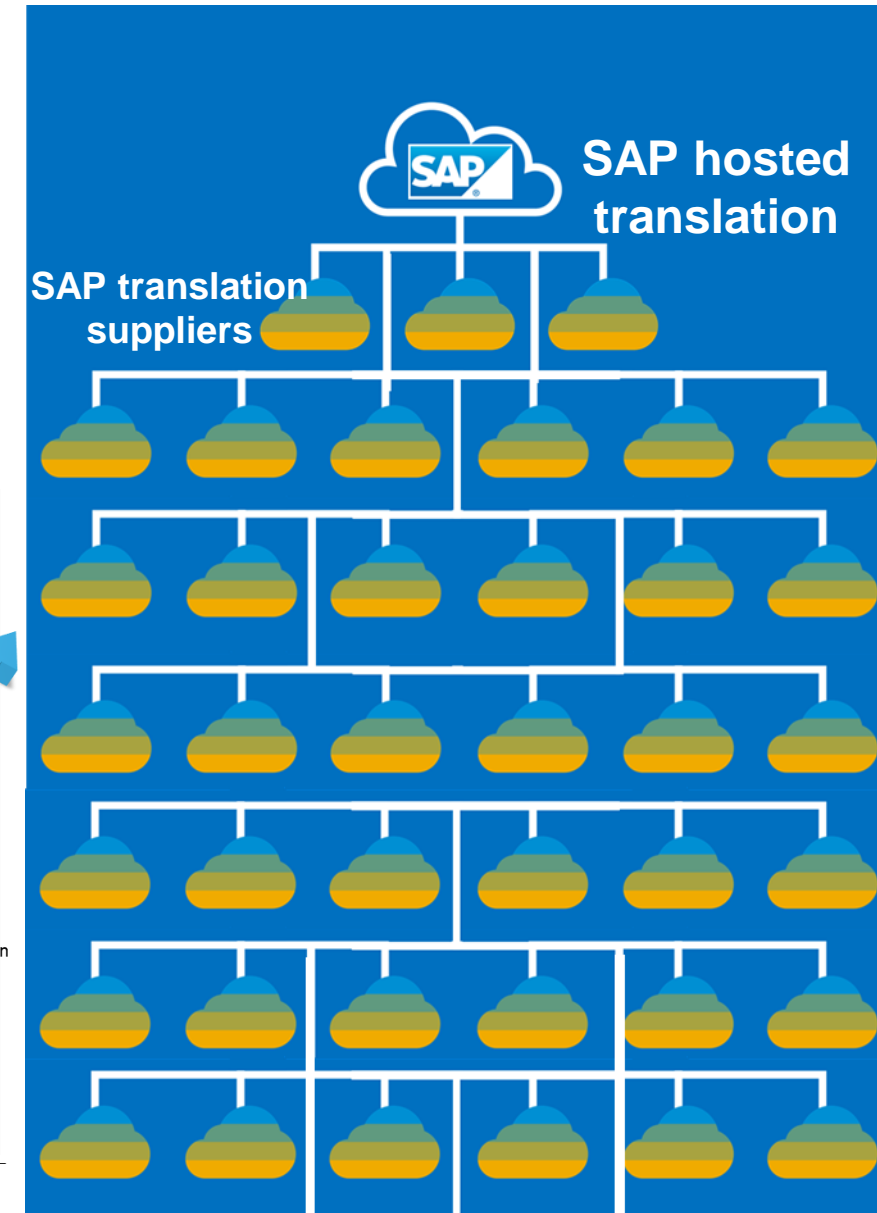 SAP
SAP hosted
translation
SAP translation
suppliers
n